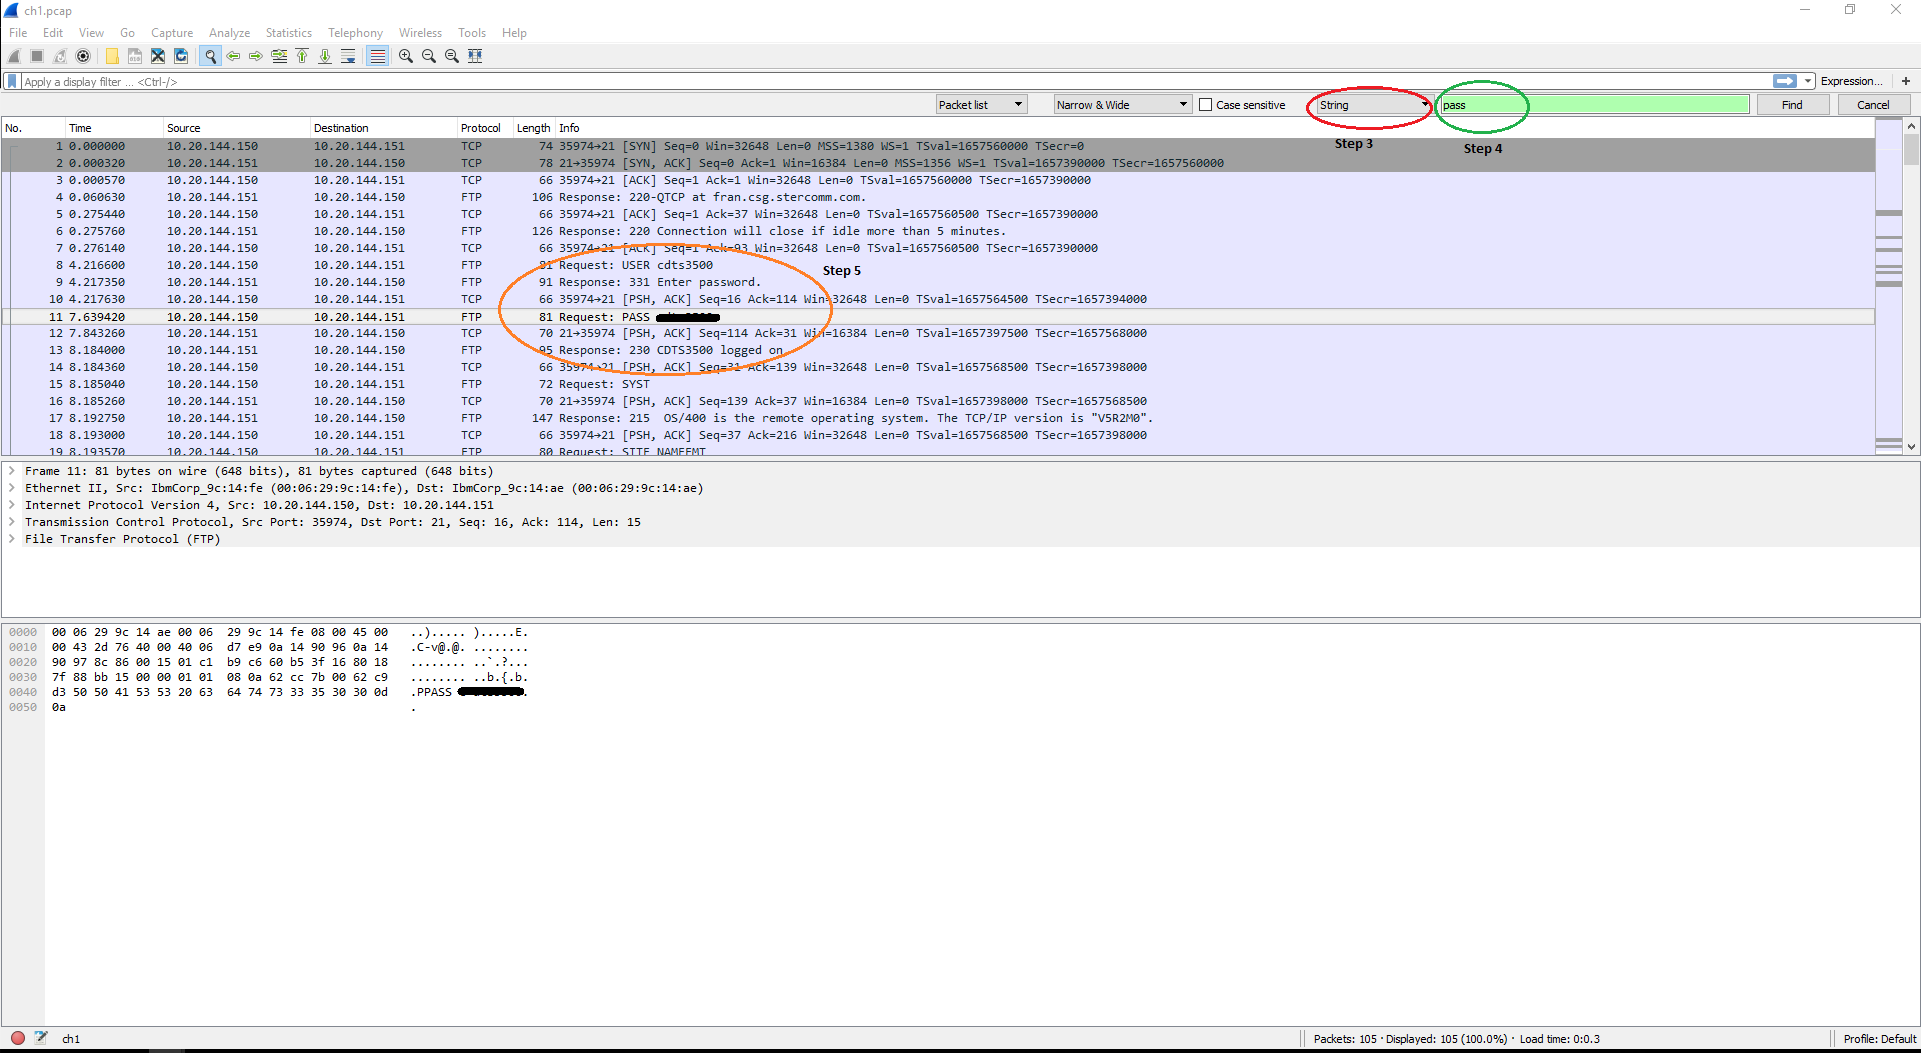 ch1.pcap
File Edit View Go Capture Analyze Statistics Telephony Wireless Tools Help
Apply a display filter ... <Ctrl-/> Expression... +
Packet list Narrow & Wide Case sensitive String pass Find Cancel
No. Time Source Destination Protocol Length Info
1 0.000000 10.20.144.150 10.20.144.151 TCP 74 35974→21 [SYN] Seq=0 Win=32648 Len=0 MSS=1380 WS=1 TSval=1657560000 TSecr=0
Step 3 Step 4
2 0.000320 10.20.144.151 10.20.144.150 TCP 78 21→35974 [SYN, ACK] Seq=0 Ack=1 Win=16384 Len=0 MSS=1356 WS=1 TSval=1657390000 TSecr=1657560000
3 0.000570 10.20.144.150 10.20.144.151 TCP 66 35974→21 [ACK] Seq=1 Ack=1 Win=32648 Len=0 TSval=1657560000 TSecr=1657390000
4 0.060630 10.20.144.151 10.20.144.150 FTP 106 Response: 220-QTCP at fran.csg.stercomm.com.
5 0.275440 10.20.144.150 10.20.144.151 TCP 66 35974→21 [ACK] Seq=1 Ack=37 Win=32648 Len=0 TSval=1657560500 TSecr=1657390000
6 0.275760 10.20.144.151 10.20.144.150 FTP 126 Response: 220 Connection will close if idle more than 5 minutes.
7 0.276140 10.20.144.150 10.20.144.151 TCP 66 35974→21 [ACK] Seq=1 Ack=93 Win=32648 Len=0 TSval=1657560500 TSecr=1657390000
8 4.216600 10.20.144.150 10.20.144.151 FTP 81 Request: USER cdts3500
Step 5
9 4.217350 10.20.144.151 10.20.144.150 FTP 91 Response: 331 Enter password.
10 4.217630 10.20.144.150 10.20.144.151 TCP 66 35974→21 [PSH, ACK] Seq=16 Ack=114 Win=32648 Len=0 TSval=1657564500 TSecr=1657394000
11 7.639420 10.20.144.150 10.20.144.151 FTP 81 Request: PASS
12 7.843260 10.20.144.151 10.20.144.150 TCP 70 21→35974 [PSH, ACK] Seq=114 Ack=31 Win=16384 Len=0 TSval=1657397500 TSecr=1657568000
13 8.184000 10.20.144.151 10.20.144.150 FTP 95 Response: 230 CDTS3500 logged on
14 8.184360 10.20.144.150 10.20.144.151 TCP 66 35974→21 [PSH, ACK] Seq=31 Ack=139 Win=32648 Len=0 TSval=1657568500 TSecr=1657398000
15 8.185040 10.20.144.150 10.20.144.151 FTP 72 Request: SYST
16 8.185260 10.20.144.151 10.20.144.150 TCP 70 21→35974 [PSH, ACK] Seq=139 Ack=37 Win=16384 Len=0 TSval=1657398000 TSecr=1657568500
17 8.192750 10.20.144.151 10.20.144.150 FTP 147 Response: 215  OS/400 is the remote operating system. The TCP/IP version is "V5R2M0".
18 8.193000 10.20.144.150 10.20.144.151 TCP 66 35974→21 [PSH, ACK] Seq=37 Ack=216 Win=32648 Len=0 TSval=1657568500 TSecr=1657398000
19 8.193570 10.20.144.150 10.20.144.151 FTP 80 Request: SITE NAMEFMT
Frame 11: 81 bytes on wire (648 bits), 81 bytes captured (648 bits)
Ethernet II, Src: IbmCorp_9c:14:fe (00:06:29:9c:14:fe), Dst: IbmCorp_9c:14:ae (00:06:29:9c:14:ae)
Internet Protocol Version 4, Src: 10.20.144.150, Dst: 10.20.144.151
Transmission Control Protocol, Src Port: 35974, Dst Port: 21, Seq: 16, Ack: 114, Len: 15
File Transfer Protocol (FTP)
0000 00 06 29 9c 14 ae 00 06 29 9c 14 fe 08 00 45 00 ..)..... ).....E.
0010 00 43 2d 76 40 00 40 06 d7 e9 0a 14 90 96 0a 14 .C-v@.@. ........
0020 90 97 8c 86 00 15 01 c1 b9 c6 60 b5 3f 16 80 18 ........ ..`.?...
0030 7f 88 bb 15 00 00 01 01 08 0a 62 cc 7b 00 62 c9 ........ ..b.{.b.
0040 d3 50 50 41 53 53 20 63 64 74 73 33 35 30 30 0d .PPASS .
0050 0a .
ch1 Packets: 105 · Displayed: 105 (100.0%) · Load time: 0:0.3 Profile: Default